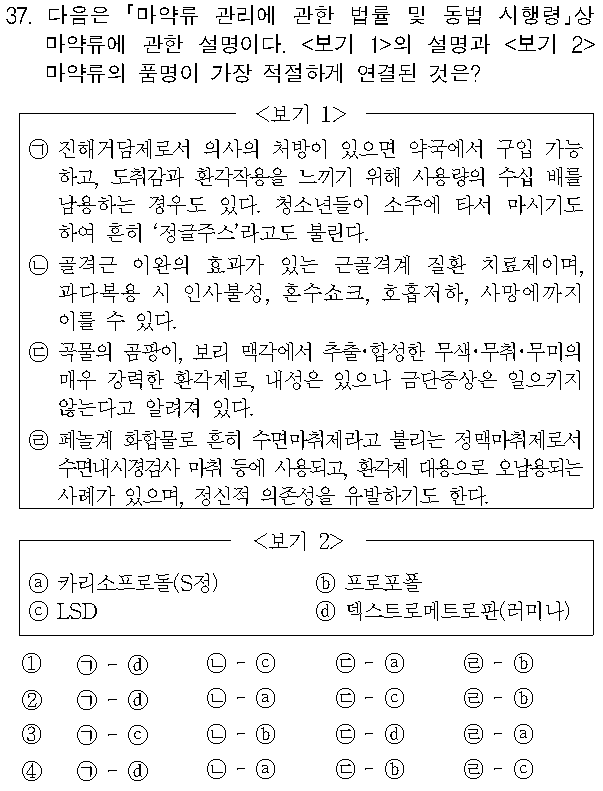 37. 다음은 「마약류 관리에 관한 법률 및 동법 시행령」상
마약류에 관한 설명이다. <보기 1>의 설명과 <보기 2>
마약류의 품명이 가장 적절하게 연결된 것은?
<보기 1>
㉠ 진해거담제로서 의사의 처방이 있으면 약국에서 구입 가능
하고, 도취감과 환각작용을 느끼기 위해 사용량의 수십 배를
남용하는 경우도 있다. 청소년들이 소주에 타서 마시기도
하여 흔히 ‘정글주스’라고도 불린다.
㉡ 골격근 이완의 효과가 있는 근골격계 질환 치료제이며,
과다복용 시 인사불성, 혼수쇼크, 호흡저하, 사망에까지
이를 수 있다.
㉢ 곡물의 곰팡이, 보리 맥각에서 추출･합성한 무색･무취･무미의
매우 강력한 환각제로, 내성은 있으나 금단증상은 일으키지
않는다고 알려져 있다.
㉣ 페놀계 화합물로 흔히 수면마취제라고 불리는 정맥마취제로서
수면내시경검사 마취 등에 사용되고, 환각제 대용으로 오남용되는
사례가 있으며, 정신적 의존성을 유발하기도 한다.
<보기 2>
ⓐ 카리소프로돌(S정) ⓑ 프로포폴
ⓒ LSD ⓓ 덱스트로메트로판(러미나)
① ㉠ - ⓓ ㉡ - ⓒ ㉢ - ⓐ ㉣ - ⓑ
② ㉠ - ⓓ ㉡ - ⓐ ㉢ - ⓒ ㉣ - ⓑ
③ ㉠ - ⓒ ㉡ - ⓑ ㉢ - ⓓ ㉣ - ⓐ
④ ㉠ - ⓓ ㉡ - ⓐ ㉢ - ⓑ ㉣ - ⓒ